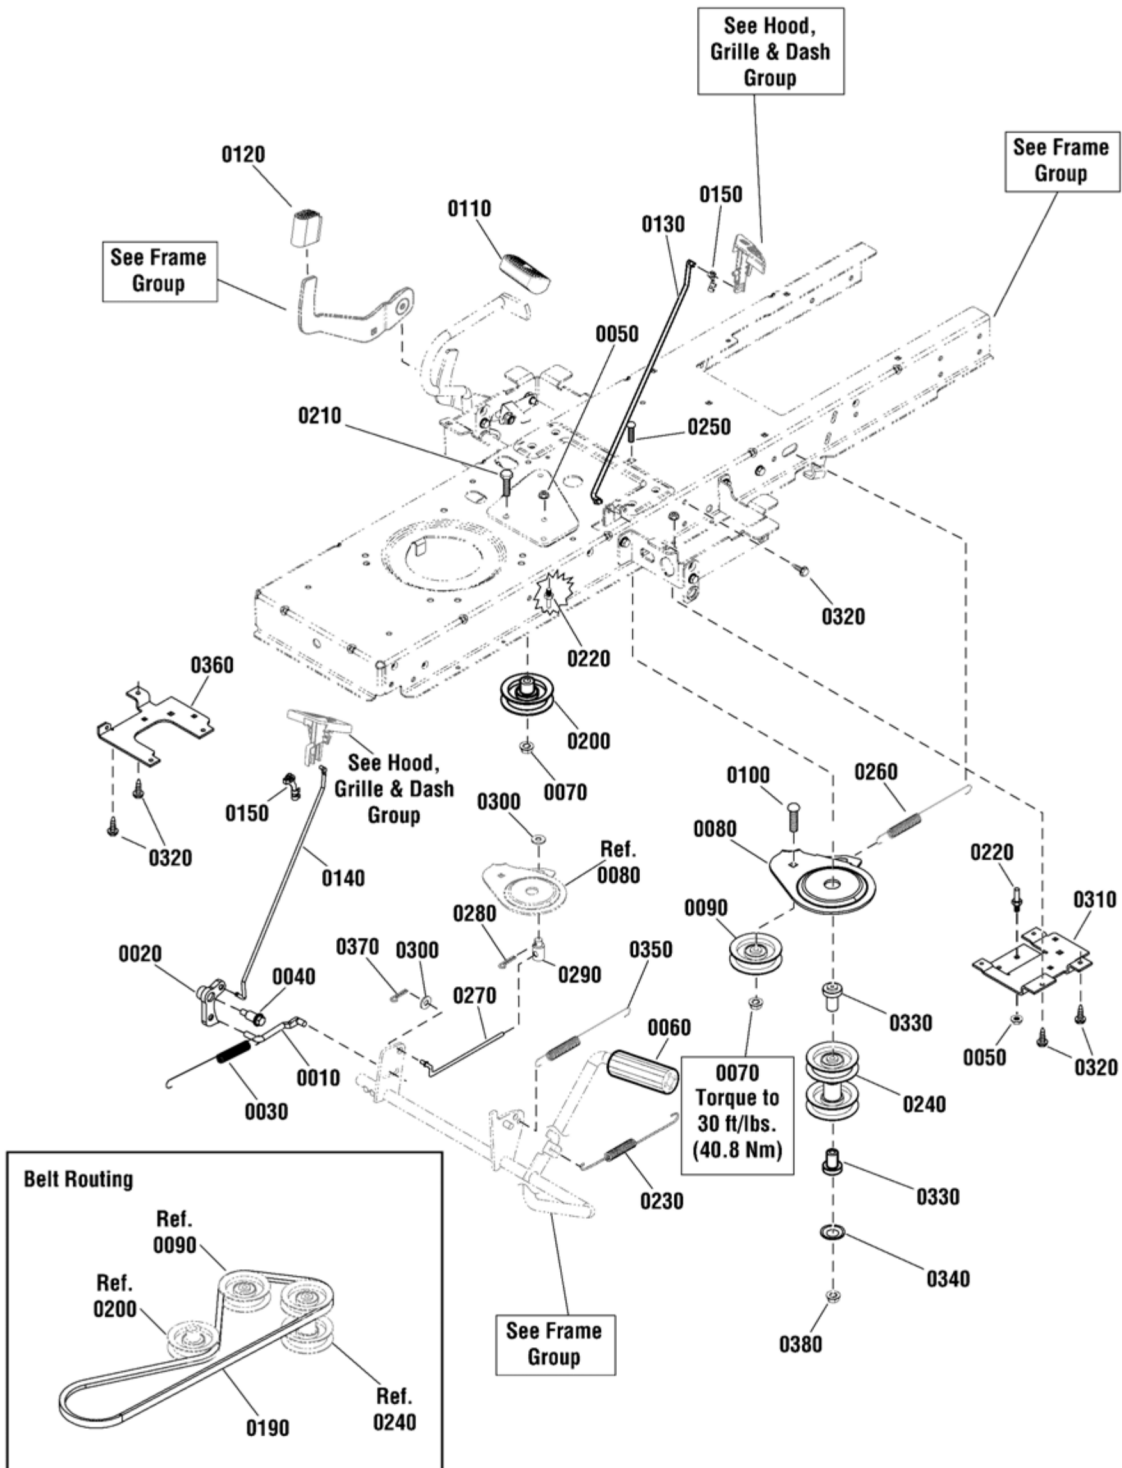 See Hood,
Grille & Dash
Group
See Frame
Group
0120
0110
0150
0130
See Frame
Group
0050
0210
0250
0320
0220
0360
0200
0070
See Hood,
Grille & Dash
Group
0150
0320
0140
0300
Ref.
0080
0100
0260
0080
0220
0310
0090
0280
0370
0300
0290
0350
0020
0040
0270
0060
0330
0050
0320
0010
0030
0070
Torque to
30 ft/lbs.
(40.8 Nm)
0240
0230
0330
0340
0380
See Frame
Group
Belt Routing
Ref.
0090
Ref.
0200
Ref.
0240
0190